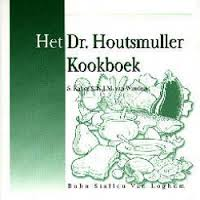 Het Dr. Houtsmuller
Kookboek
Bohn Stafleu Van Loghum